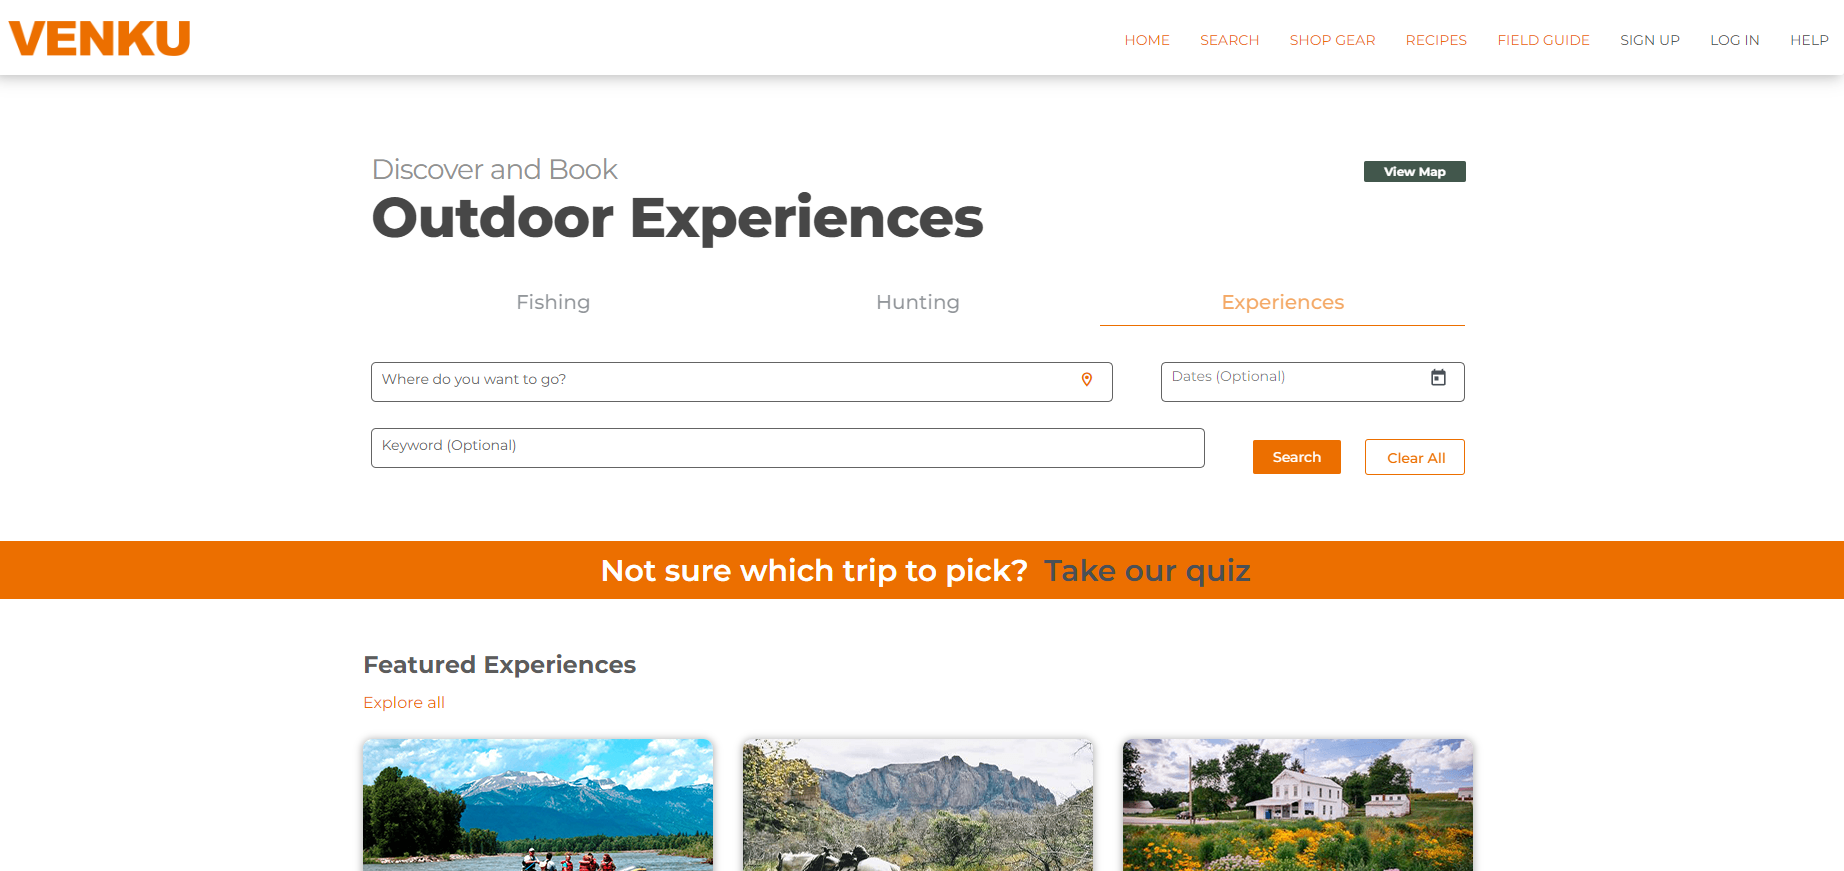 VENKU
HOME SEARCH SHOP GEAR RECIPES FIELD GUIDE SIGN UP LOG IN HELP
Discover and Book
View Map
Outdoor Experiences
Fishing Hunting Experiences
Where do you want to go? Dates (Optional)
Keyword (Optional)
Search Clear All
Not sure which trip to pick? Take our quiz
Featured Experiences
Explore all